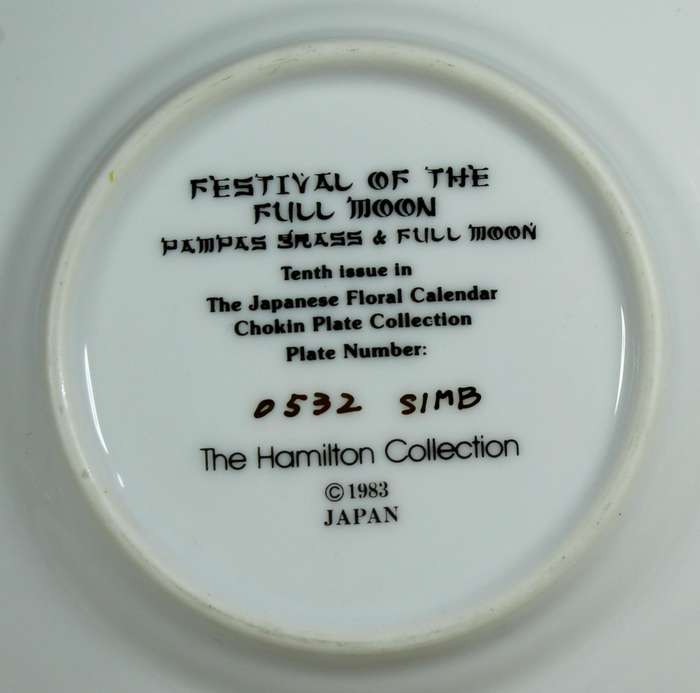 FESTIVAL OF THE
FULL MOON
PAMPAS GRASS & FULL MOON
Tenth issue in
The Japanese Floral Calendar
Chokin Plate Collection
Plate Number:
0532 SIMB
The Hamilton Collection
© 1983
JAPAN